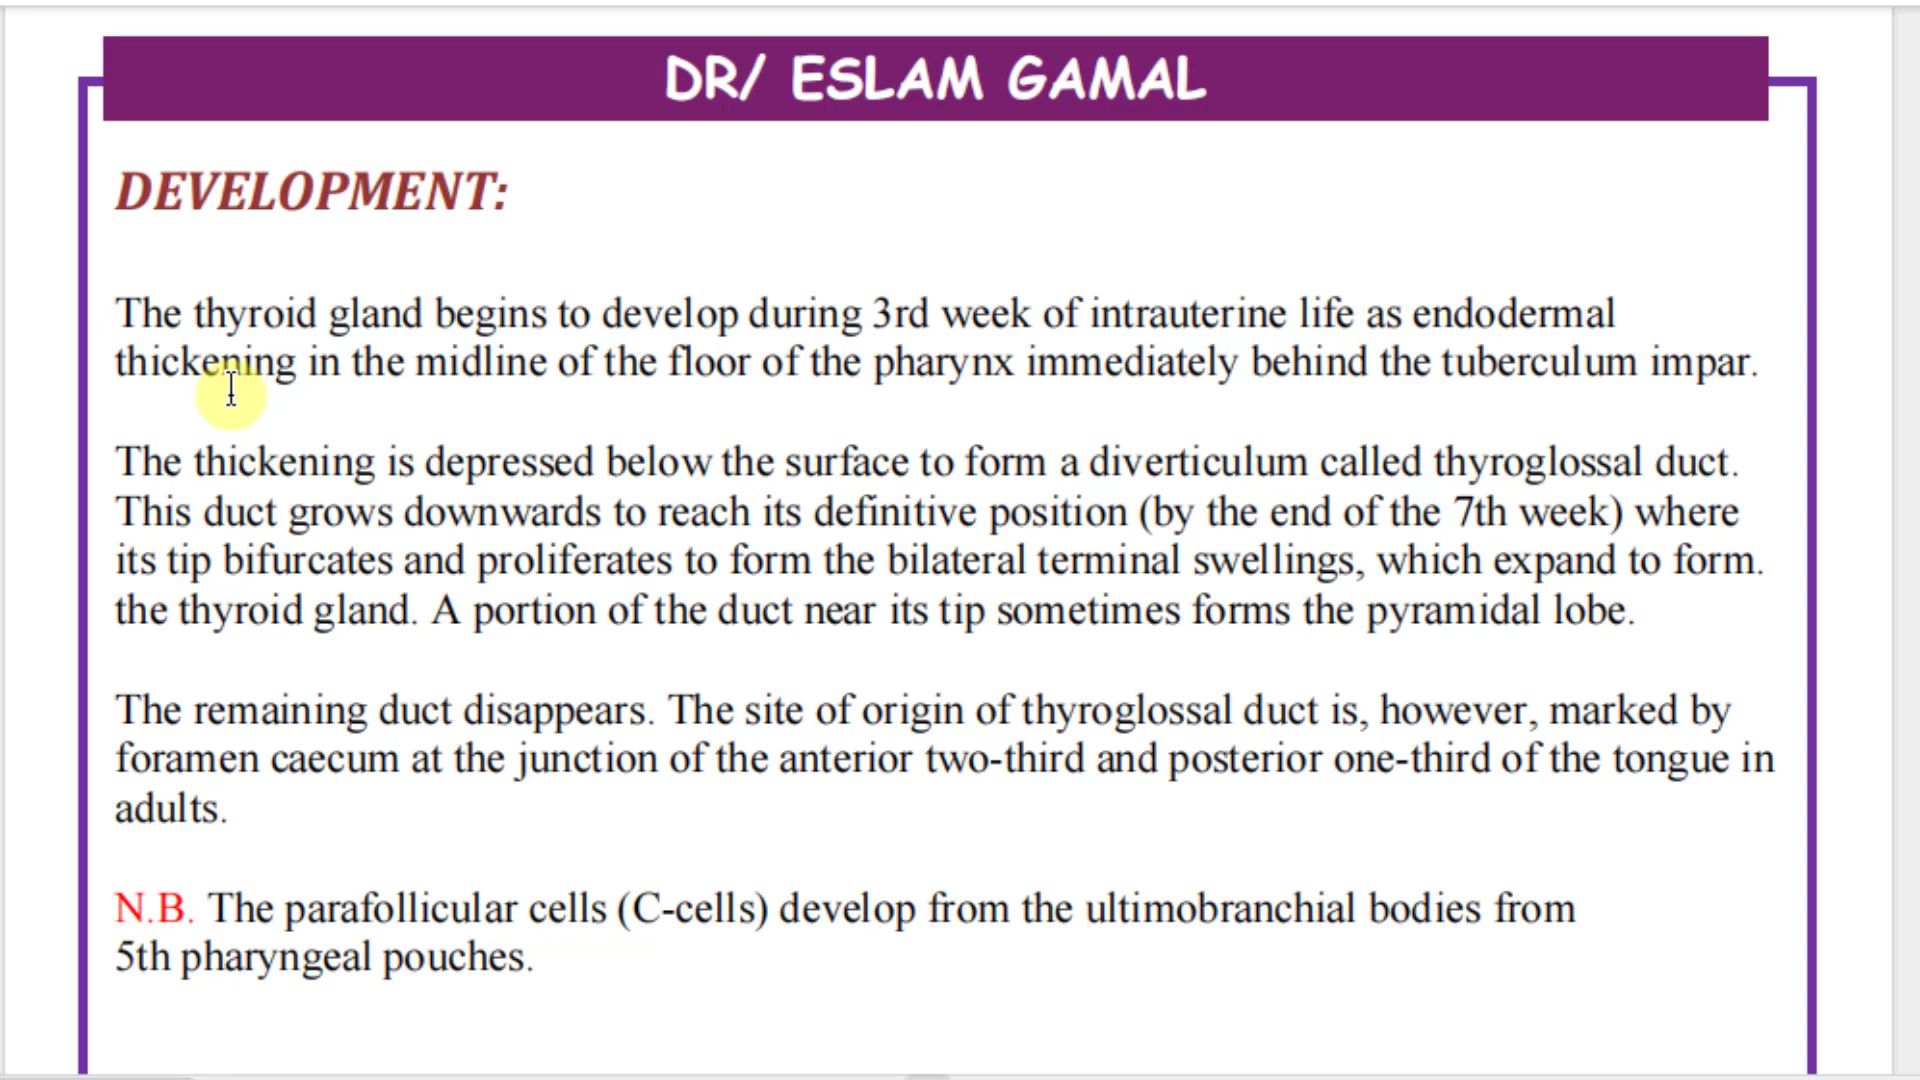 DR/ ESLAM GAMAL
DEVELOPMENT:
The thyroid gland begins to develop during 3rd week of intrauterine life as endodermal
thickening in the midline of the floor of the pharynx immediately behind the tuberculum impar.
The thickening is depressed below the surface to form a diverticulum called thyroglossal duct.
This duct grows downwards to reach its definitive position (by the end of the 7th week) where
its tip bifurcates and proliferates to form the bilateral terminal swellings, which expand to form.
the thyroid gland. A portion of the duct near its tip sometimes forms the pyramidal lobe.
The remaining duct disappears. The site of origin of thyroglossal duct is, however, marked by
foramen caecum at the junction of the anterior two-third and posterior one-third of the tongue in
adults.
N.B. The parafollicular cells (C-cells) develop from the ultimobranchial bodies from
5th pharyngeal pouches.